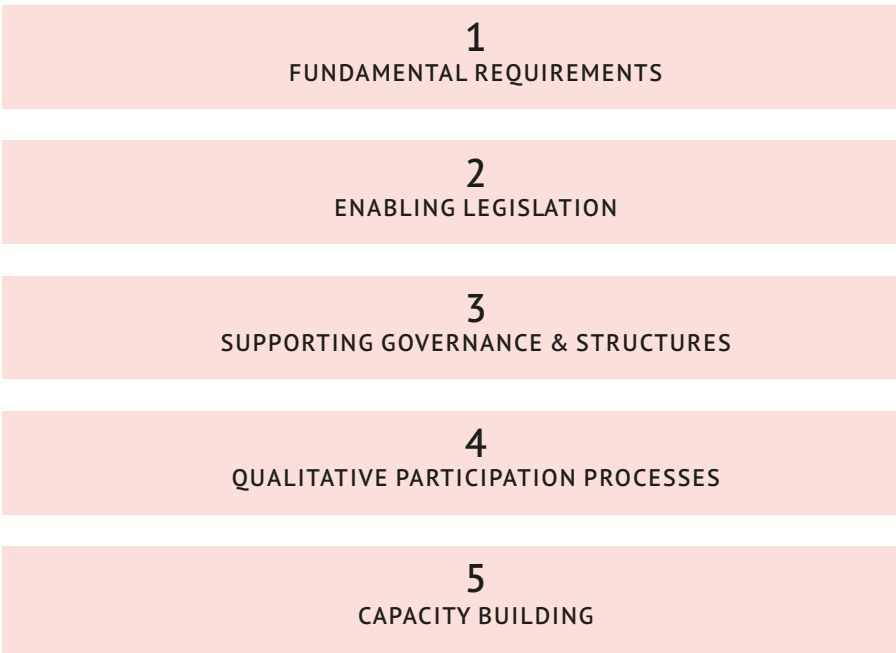 1
FUNDAMENTAL REQUIREMENTS
2
ENABLING LEGISLATION
3
SUPPORTING GOVERNANCE & STRUCTURES
4
QUALITATIVE PARTICIPATION PROCESSES
5
CAPACITY BUILDING